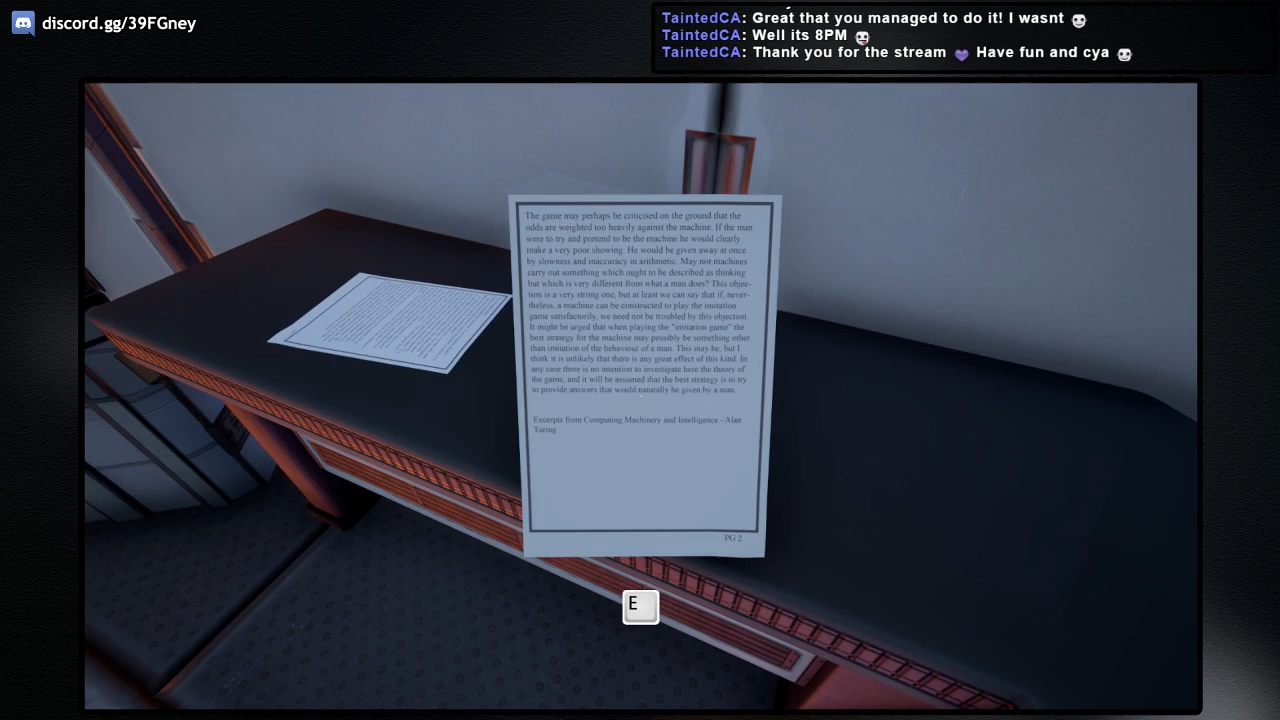 discord.gg/39FGney
TaintedCA: Great that you managed to do it! I wasnt
TaintedCA: Well its 8PM
TaintedCA: Thank you for the stream 💜 Have fun and cya
The game may perhaps be criticised on the ground that the
odds are weighted too heavily against the machine. If the man
were to try and pretend to be the machine he would clearly
make a very poor showing. He would be given away at once
by slowness and inaccuracy in arithmetic. May not machines
carry out something which ought to be described as thinking
but which is very different from what a man does? This objec-
tion is a very strong one, but at least we can say that if, never-
theless, a machine can be constructed to play the imitation
game satisfactorily, we need not be troubled by this objection.
It might be urged that when playing the "imitation game" the
best strategy for the machine may possibly be something other
than imitation of the behaviour of a man. This may be, but I
think it is unlikely that there is any great effect of this kind. In
any case there is no intention to investigate here the theory of
the game, and it will be assumed that the best strategy is to try
to provide answers that would naturally be given by a man.
Excerpts from Computing Machinery and Intelligence - Alan
Turing
PG 2
E